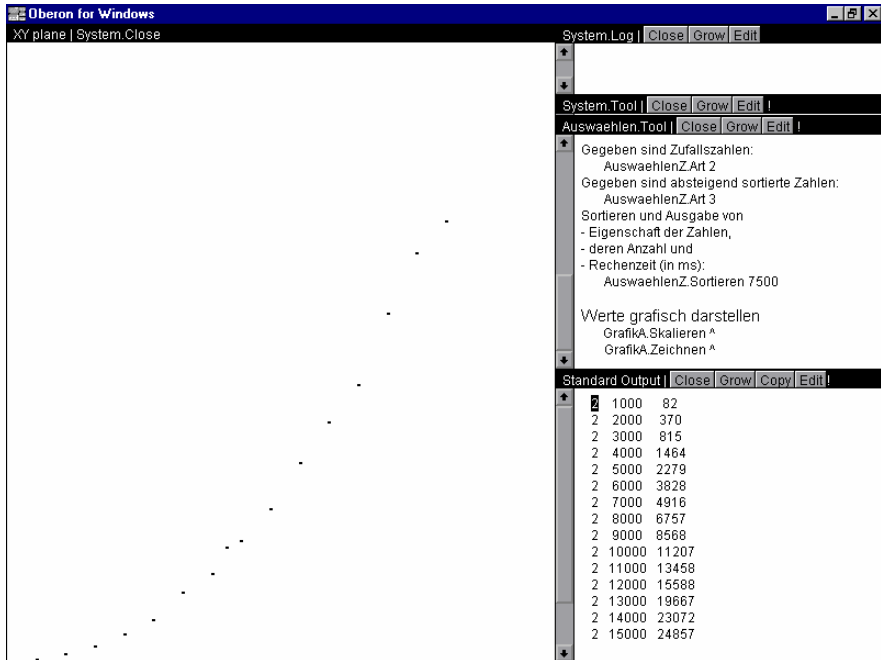 Oberon for Windows
XY plane | System.Close
System.Log | Close Grow Edit
System.Tool | Close Grow Edit !
Auswaehlen.Tool | Close Grow Edit !
Gegeben sind Zufallszahlen:
AuswaehlenZ.Art 2
Gegeben sind absteigend sortierte Zahlen:
AuswaehlenZ.Art 3
Sortieren und Ausgabe von
- Eigenschaft der Zahlen,
- deren Anzahl und
- Rechenzeit (in ms):
AuswaehlenZ.Sortieren 7500
Werte grafisch darstellen
GrafikA.Skalieren ^
GrafikA.Zeichnen ^
Standard Output | Close Grow Copy Edit !
2 1000 82
2 2000 370
2 3000 815
2 4000 1464
2 5000 2279
2 6000 3828
2 7000 4916
2 8000 6757
2 9000 8568
2 10000 11207
2 11000 13458
2 12000 15588
2 13000 19667
2 14000 23072
2 15000 24857